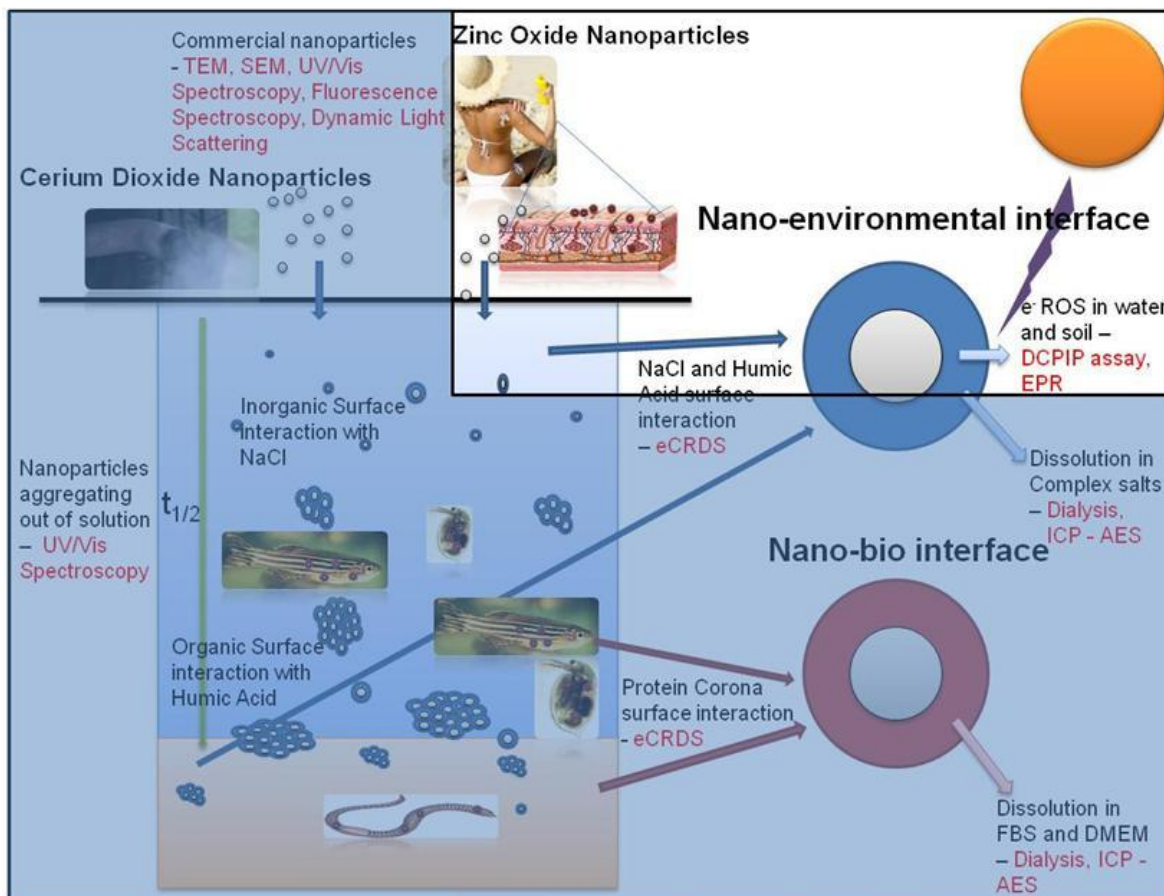 Commercial nanoparticles
– TEM, SEM, UV/Vis
Spectroscopy, Fluorescence
Spectroscopy, Dynamic Light
Scattering
Zinc Oxide Nanoparticles
Cerium Dioxide Nanoparticles
Nano-environmental interface
e- ROS in water
and soil –
DCPIP assay,
EPR
NaCl and Humic
Acid surface
interaction
– eCRDS
Inorganic Surface
interaction with
NaCl
Nanoparticles
aggregating
out of solution
– UV/Vis
Spectroscopy
t1/2
Dissolution in
Complex salts
– Dialysis,
ICP - AES
Nano-bio interface
Organic Surface
interaction with
Humic Acid
Protein Corona
surface interaction
- eCRDS
Dissolution in
FBS and DMEM
– Dialysis, ICP -
AES